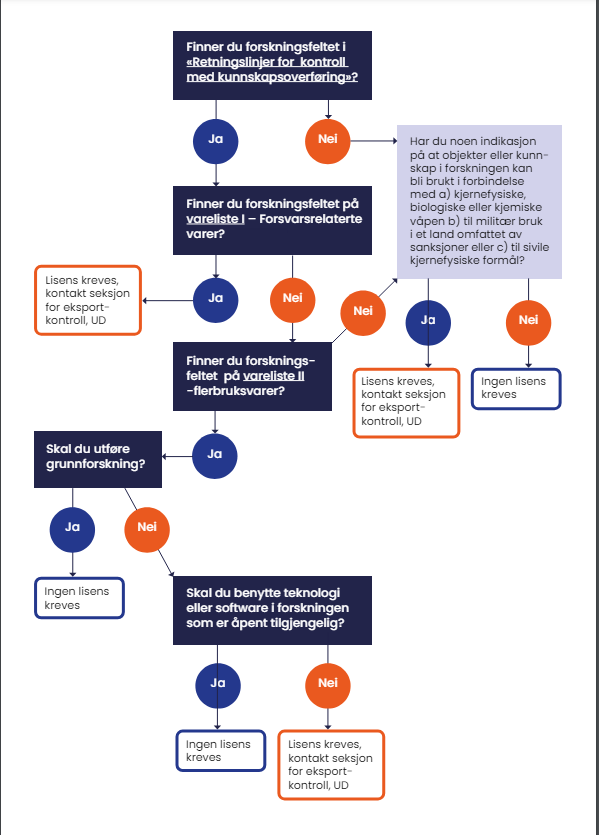 Finner du forskningsfeltet i
«Retningslinjer for kontroll
med kunnskapsoverføring»?
Ja
Nei
Har du noen indikasjon
på at objekter eller kunn-
skap i forskningen kan
bli brukt i forbindelse
med a) kjernefysiske,
biologiske eller kjemiske
våpen b) til militær bruk
i et land omfattet av
sanksjoner eller c) til sivile
kjernefysiske formål?
Finner du forskningsfeltet på
vareliste I – Forsvarsrelaterte
varer?
Lisens kreves,
kontakt seksjon
for eksport-
kontroll, UD
Ja
Nei
Nei
Ja
Nei
Finner du forsknings-
feltet på vareliste II
-flerbruksvarer?
Lisens kreves,
kontakt seksjon
for eksport-
kontroll, UD
Ingen lisens
kreves
Skal du utføre
grunnforskning?
Ja
Ja
Nei
Ingen lisens
kreves
Skal du benytte teknologi
eller software i forskningen
som er åpent tilgjengelig?
Ja
Nei
Ingen lisens
kreves
Lisens kreves,
kontakt seksjon
for eksport-
kontroll, UD